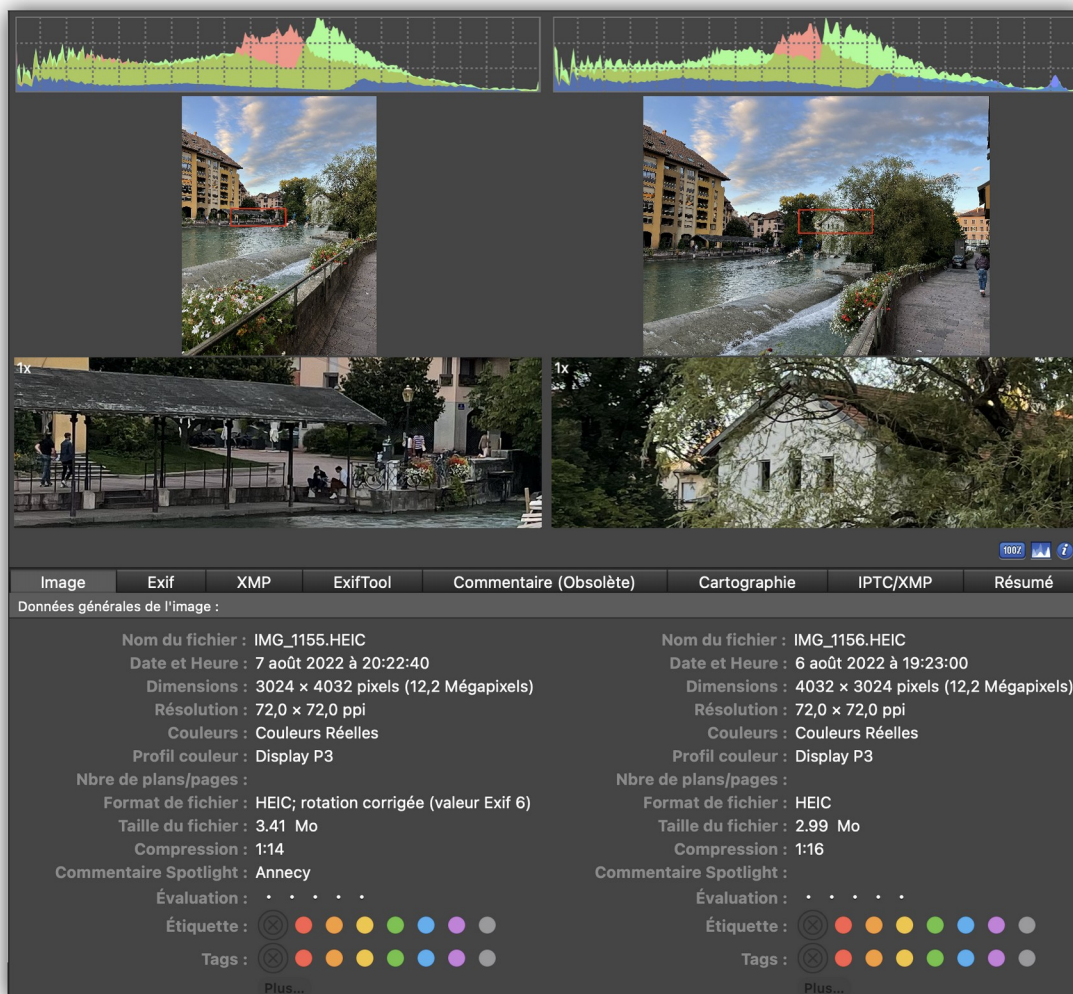 1x
1x
100%
Image Exif XMP ExifTool Commentaire (Obsolète) Cartographie IPTC/XMP Résumé
Données générales de l'image :
Nom du fichier : IMG_1155.HEIC
Date et Heure : 7 août 2022 à 20:22:40
Dimensions : 3024 × 4032 pixels (12,2 Mégapixels)
Résolution : 72,0 × 72,0 ppi
Couleurs : Couleurs Réelles
Profil couleur : Display P3
Nbre de plans/pages :
Format de fichier : HEIC; rotation corrigée (valeur Exif 6)
Taille du fichier : 3.41 Mo
Compression : 1:14
Commentaire Spotlight : Annecy
Évaluation : · · · · ·
Étiquette :
Tags :
Plus...
Nom du fichier : IMG_1156.HEIC
Date et Heure : 6 août 2022 à 19:23:00
Dimensions : 4032 × 3024 pixels (12,2 Mégapixels)
Résolution : 72,0 × 72,0 ppi
Couleurs : Couleurs Réelles
Profil couleur : Display P3
Nbre de plans/pages :
Format de fichier : HEIC
Taille du fichier : 2.99 Mo
Compression : 1:16
Commentaire Spotlight :
Évaluation : · · · · ·
Étiquette :
Tags :
Plus...